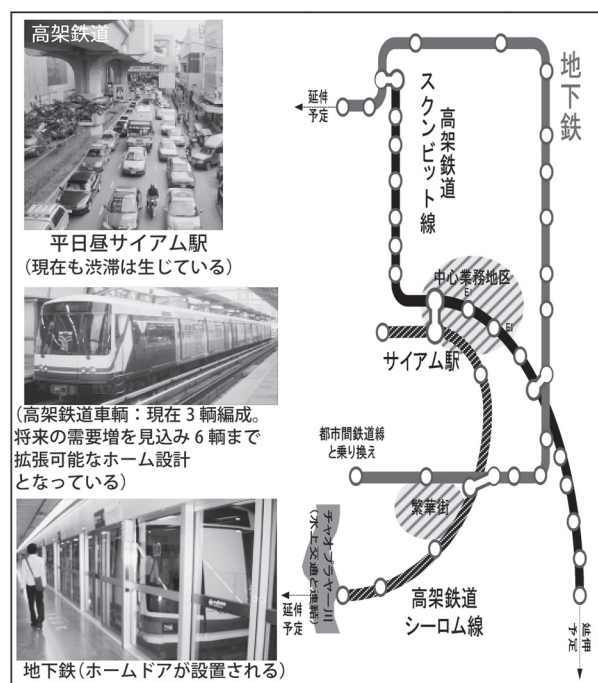 高架鉄道
平日昼サイアム駅
(現在も渋滞は生じている)
(高架鉄道車輌：現在3輌編成。
将来の需要増を見込み6輌まで
拡張可能なホーム設計
となっている)
地下鉄(ホームドアが設置される)
地下鉄
延伸
予定
高架鉄道
スクンビット線
中心業務地区
E1
サイアム駅
都市間鉄道線
と乗り換え
繁華街
チャオプラヤー川
(水上交通と連結)
延伸
予定
高架鉄道
シーロム線
延伸
予定